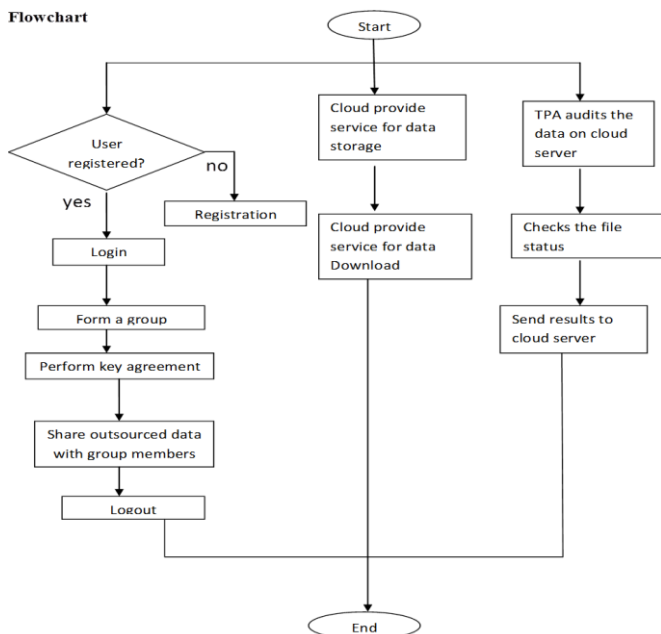 Flowchart
Start
User
registered?
no
yes
Registration
Login
Form a group
Perform key agreement
Share outsourced data
with group members
Logout
Cloud provide
service for data
storage
Cloud provide
service for data
Download
TPA audits the
data on cloud
server
Checks the file
status
Send results to
cloud server
End